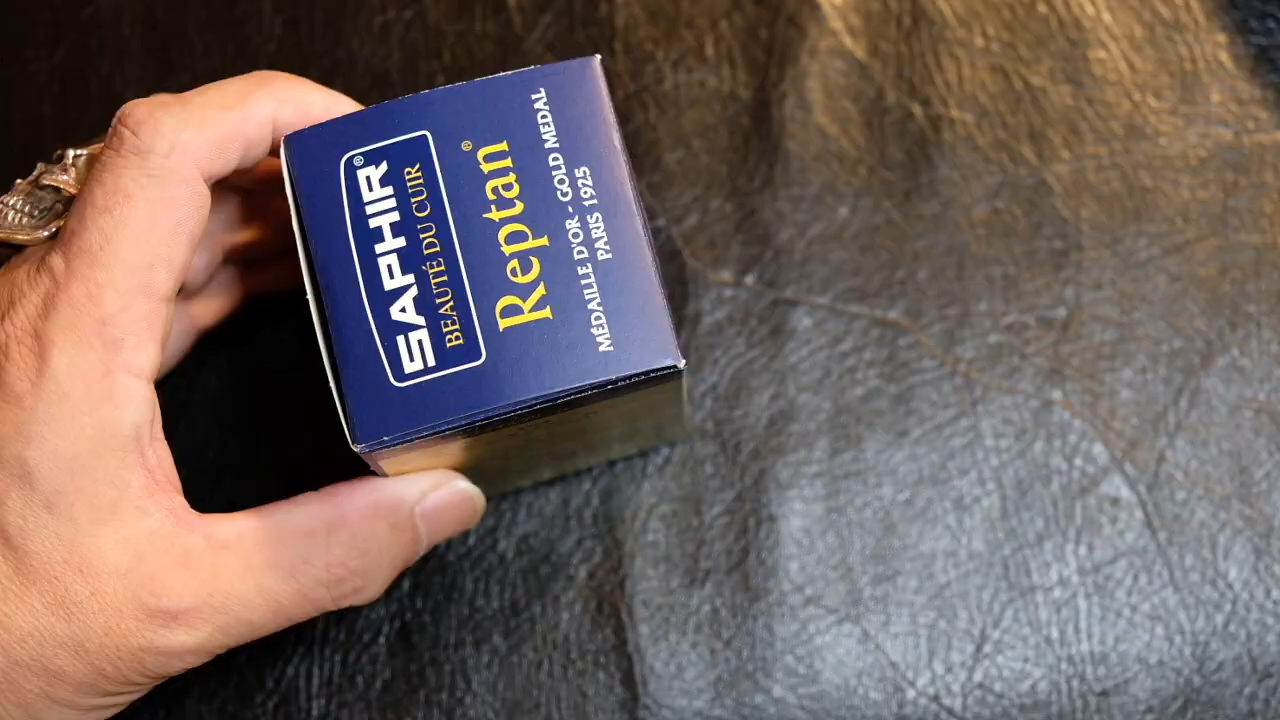 SAPHIR®
BEAUTÉ DU CUIR
Reptan®
MÉDAILLE D'OR - GOLD MEDAL
PARIS 1925